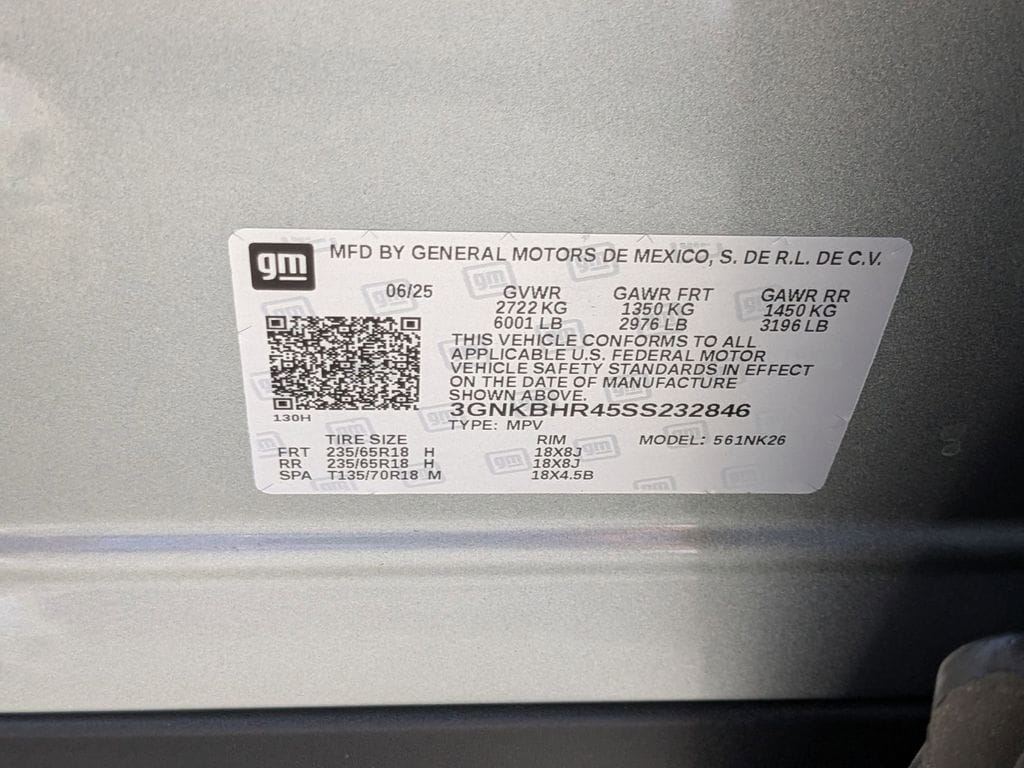 gm MFD BY GENERAL MOTORS DE MEXICO, S. DE R.L. DE C.V.
06/25 GVWR GAWR FRT GAWR RR
2722 KG 1350 KG 1450 KG
6001 LB 2976 LB 3196 LB
THIS VEHICLE CONFORMS TO ALL
APPLICABLE U.S. FEDERAL MOTOR
VEHICLE SAFETY STANDARDS IN EFFECT
ON THE DATE OF MANUFACTURE
SHOWN ABOVE.
3GNKBHR45SS232846
130H
TYPE: MPV
TIRE SIZE RIM MODEL: 561NK26
FRT 235/65R18 H 18X8J
RR 235/65R18 H 18X8J
SPA T135/70R18 M 18X4.5B